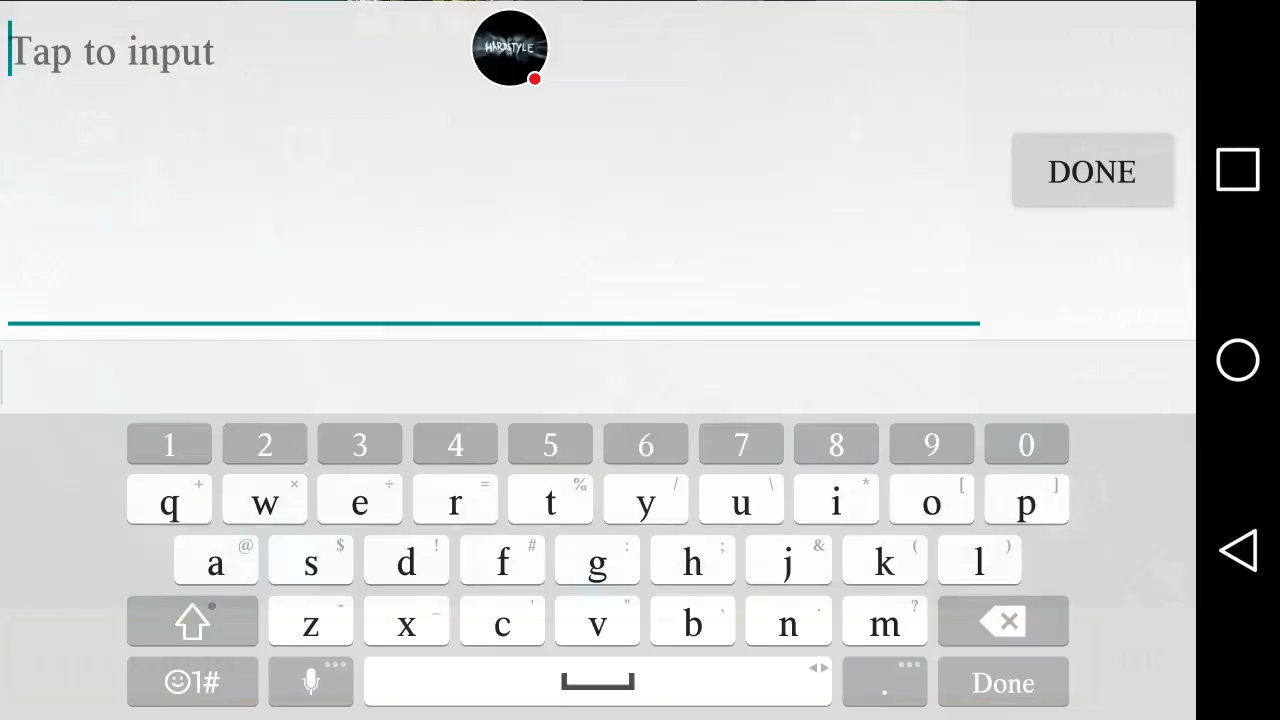 Tap to input
HARDSTYLE
DONE
1 2 3 4 5 6 7 8 9 0
q + w × e ÷ r = t % y / u \ i * o [ p ]
a @ s $ d ! f # g : h ; j & k ( l )
z - x _ c ' v " b , n . m ?
1# . Done